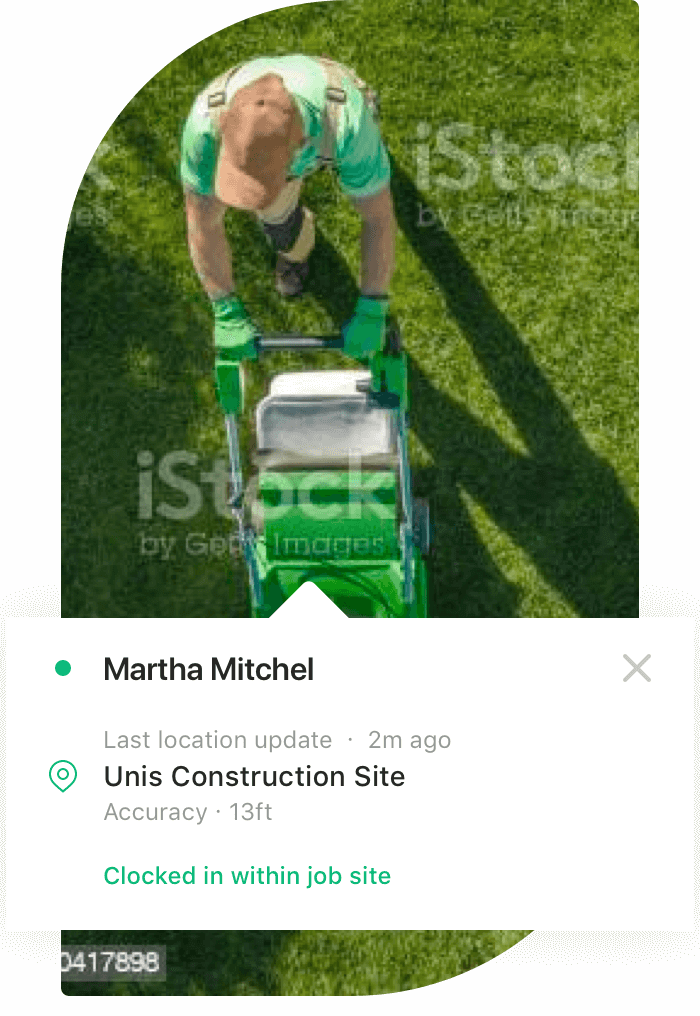 iStock
by Getty Images
iStock
by Getty Images
0417898
Martha Mitchel
Last location update · 2m ago
Unis Construction Site
Accuracy · 13ft
Clocked in within job site